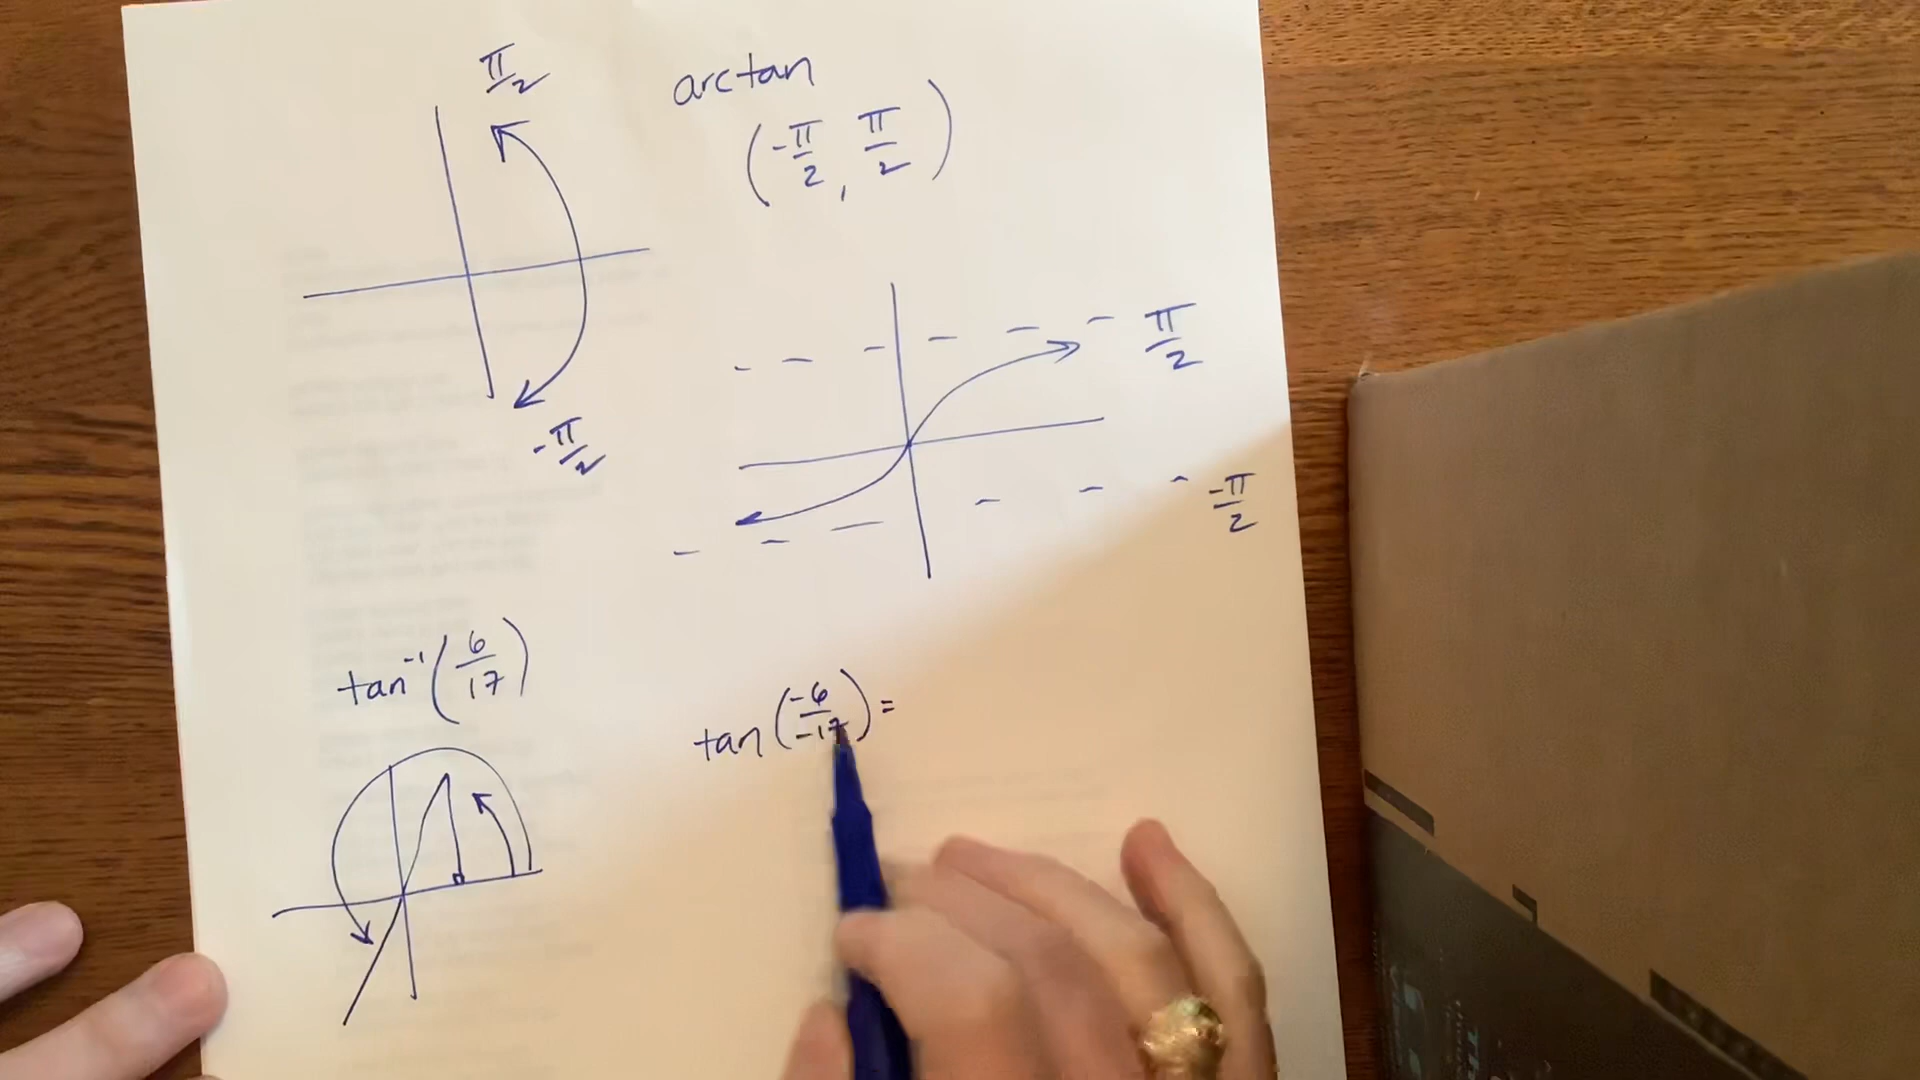 π/2
arctan
(-π/2, π/2)
-π/2
π/2
-π/2
tan⁻¹(6/17)
tan(-6/-17) =